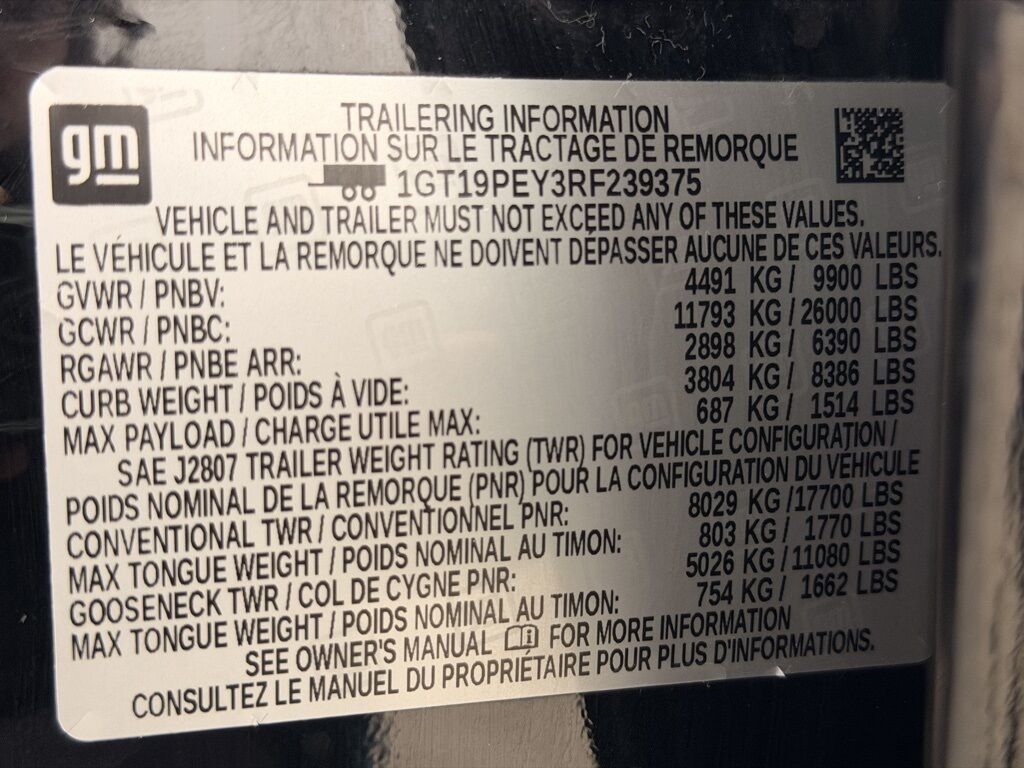 gm
TRAILERING INFORMATION
INFORMATION SUR LE TRACTAGE DE REMORQUE
1GT19PEY3RF239375
VEHICLE AND TRAILER MUST NOT EXCEED ANY OF THESE VALUES.
LE VÉHICULE ET LA REMORQUE NE DOIVENT DÉPASSER AUCUNE DE CES VALEURS.
GVWR / PNBV: 4491 KG / 9900 LBS
GCWR / PNBC: 11793 KG / 26000 LBS
RGAWR / PNBE ARR: 2898 KG / 6390 LBS
CURB WEIGHT / POIDS À VIDE: 3804 KG / 8386 LBS
MAX PAYLOAD / CHARGE UTILE MAX: 687 KG / 1514 LBS
SAE J2807 TRAILER WEIGHT RATING (TWR) FOR VEHICLE CONFIGURATION /
POIDS NOMINAL DE LA REMORQUE (PNR) POUR LA CONFIGURATION DU VÉHICULE
CONVENTIONAL TWR / CONVENTIONNEL PNR: 8029 KG /17700 LBS
MAX TONGUE WEIGHT / POIDS NOMINAL AU TIMON: 803 KG / 1770 LBS
GOOSENECK TWR / COL DE CYGNE PNR: 5026 KG /11080 LBS
MAX TONGUE WEIGHT / POIDS NOMINAL AU TIMON: 754 KG / 1662 LBS
SEE OWNER'S MANUAL FOR MORE INFORMATION
CONSULTEZ LE MANUEL DU PROPRIÉTAIRE POUR PLUS D'INFORMATIONS.